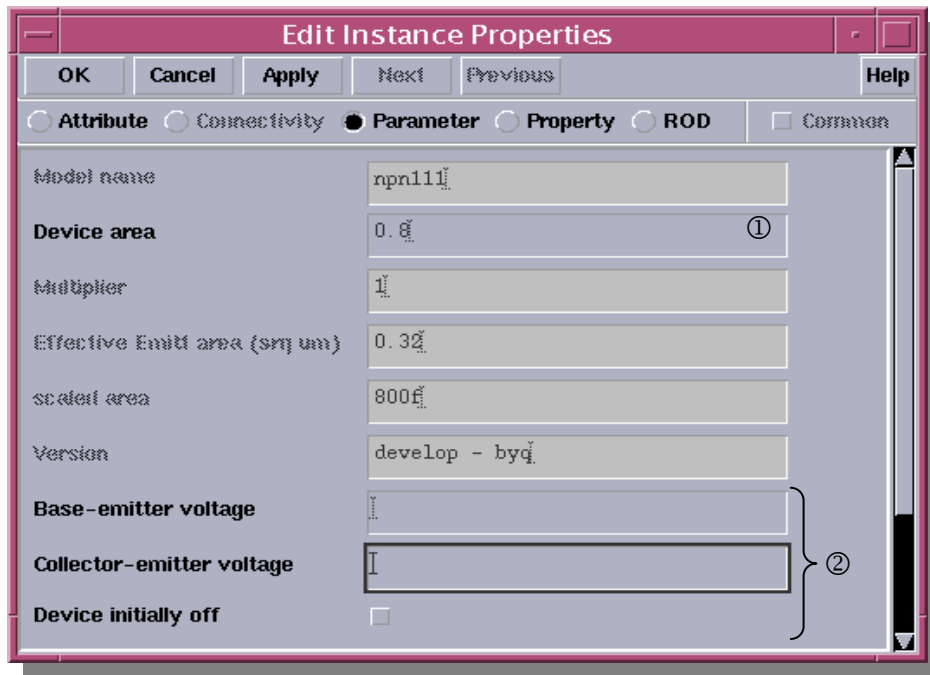 Edit Instance Properties
OK Cancel Apply Next Previous Help
Attribute Connectivity Parameter Property ROD Common
Model name npn111
Device area 0.8 ①
Multiplier 1
Effective Emitt area (srq um) 0.32
scaled area 800f
Version develop - byq
Base-emitter voltage
Collector-emitter voltage ②
Device initially off